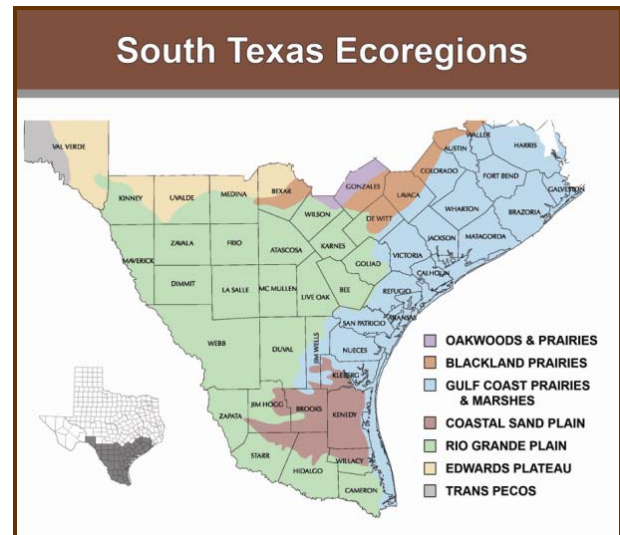 South Texas Ecoregions
VAL VERDE
KINNEY
UVALDE
MEDINA
BEXAR
GONZALES
LAVACA
COLORADO
AUSTIN
WALLER
HARRIS
FORT BEND
GALVESTON
BRAZORIA
WHARTON
MATAGORDA
JACKSON
DE WITT
WILSON
KARNES
ATASCOSA
FRIO
ZAVALA
MAVERICK
DIMMIT
LA SALLE
MC MULLEN
LIVE OAK
BEE
GOLIAD
VICTORIA
CALHOUN
REFUGIO
ARANSAS
SAN PATRICIO
NUECES
JIM WELLS
DUVAL
WEBB
KLEBERG
ZAPATA
JIM HOGG
BROOKS
KENEDY
STARR
HIDALGO
WILLACY
CAMERON
OAKWOODS & PRAIRIES
BLACKLAND PRAIRIES
GULF COAST PRAIRIES
& MARSHES
COASTAL SAND PLAIN
RIO GRANDE PLAIN
EDWARDS PLATEAU
TRANS PECOS